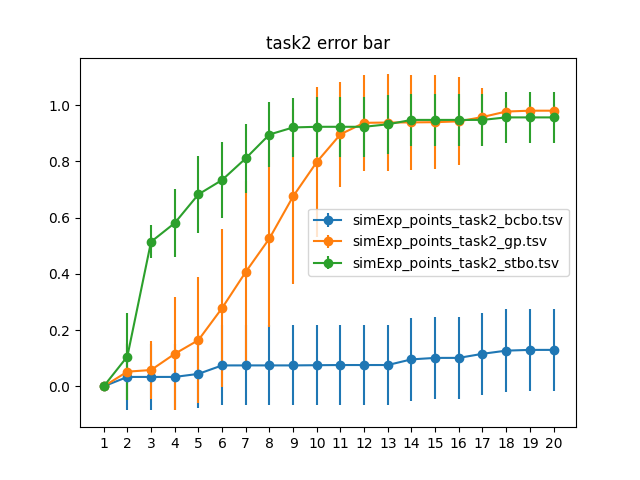 task2 error bar
1.0
0.8
0.6
0.4
0.2
0.0
simExp_points_task2_bcbo.tsv
simExp_points_task2_gp.tsv
simExp_points_task2_stbo.tsv
1 2 3 4 5 6 7 8 9 10 11 12 13 14 15 16 17 18 19 20